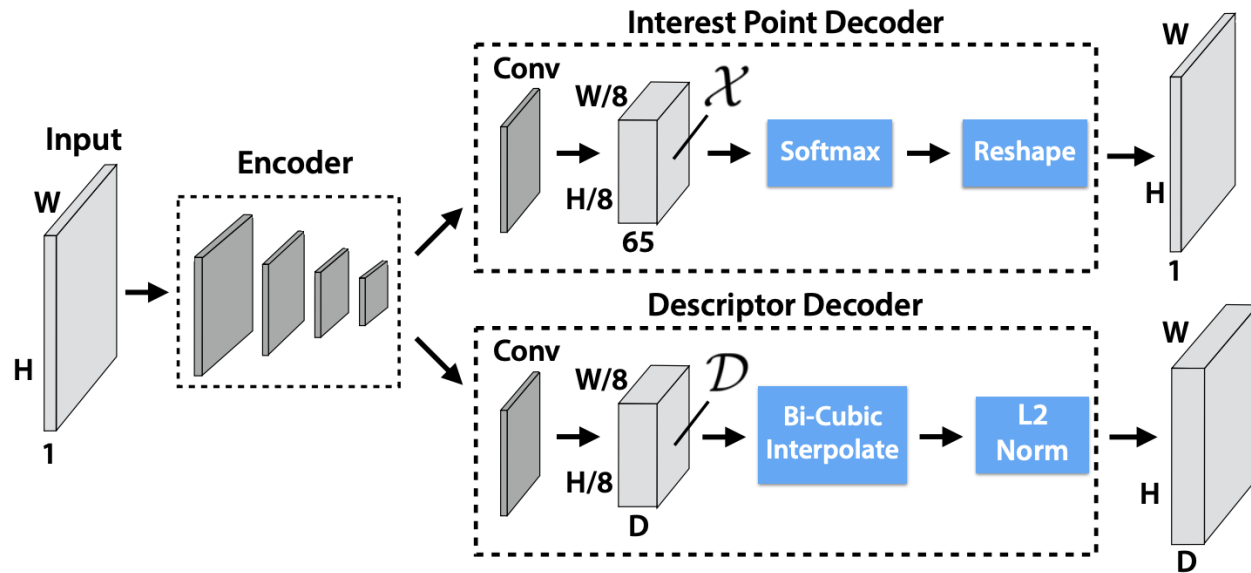 Input
W
H
1
Encoder
Interest Point Decoder
Conv
W/8
H/8
65
𝒳
Softmax
Reshape
W
H
1
Descriptor Decoder
Conv
W/8
H/8
D
𝒟
Bi-Cubic
Interpolate
L2
Norm
W
H
D